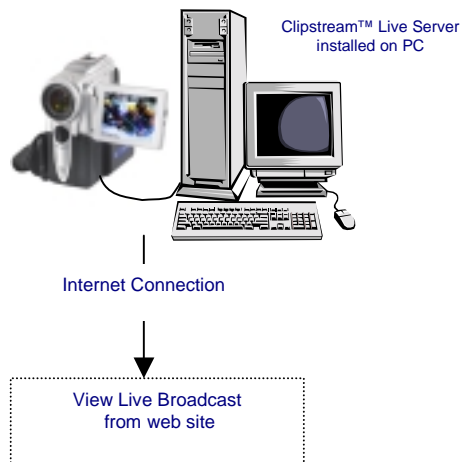 Clipstream™ Live Server
installed on PC
Internet Connection
View Live Broadcast
from web site